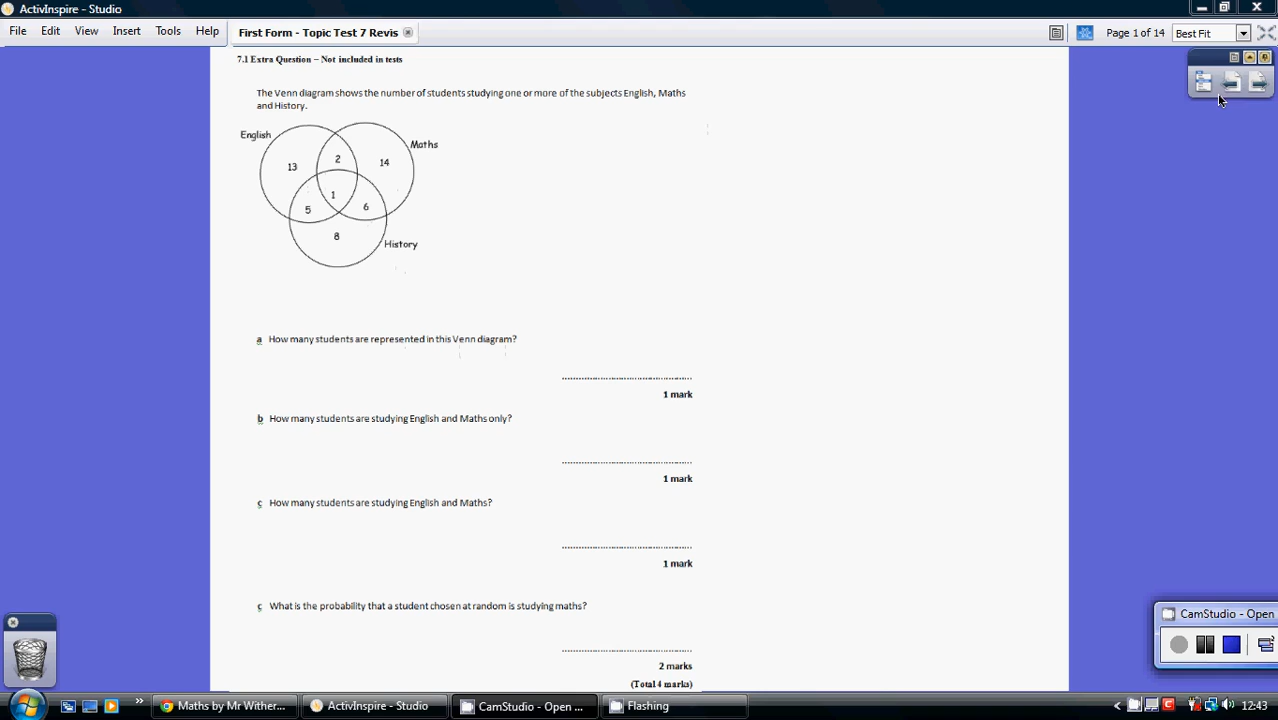 ActivInspire - Studio
File Edit View Insert Tools Help
First Form - Topic Test 7 Revis
Page 1 of 14
Best Fit
7.1 Extra Question – Not included in tests
The Venn diagram shows the number of students studying one or more of the subjects English, Maths
and History.
English
Maths
13
2
14
1
5
6
8
History
a How many students are represented in this Venn diagram?
1 mark
b How many students are studying English and Maths only?
1 mark
c How many students are studying English and Maths?
1 mark
c What is the probability that a student chosen at random is studying maths?
2 marks
(Total 4 marks)
CamStudio - Open
Maths by Mr Wither...
ActivInspire - Studio
CamStudio - Open ...
Flashing
12:43